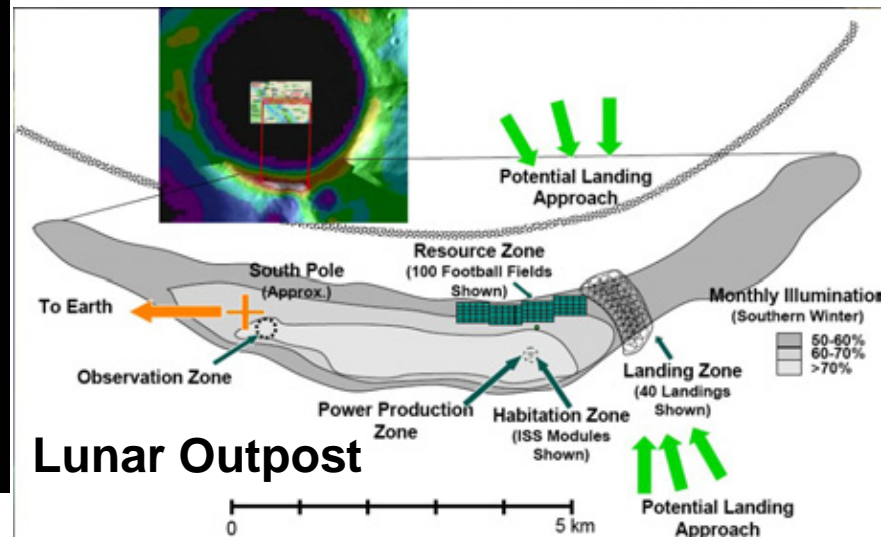 Potential Landing
Approach
Resource Zone
(100 Football Fields
Shown)
South Pole
(Approx.)
To Earth
Monthly Illumination
(Southern Winter)
50-60%
60-70%
>70%
Observation Zone
Landing Zone
(40 Landings
Shown)
Power Production
Zone
Habitation Zone
(ISS Modules
Shown)
Lunar Outpost
0
5 km
Potential Landing
Approach